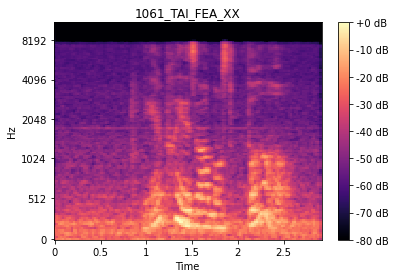 1061_TAI_FEA_XX
+0 dB
8192
-10 dB
4096
-20 dB
-30 dB
2048
Hz
-40 dB
1024
-50 dB
512
-60 dB
-70 dB
0
-80 dB
0 0.5 1 1.5 2 2.5
Time